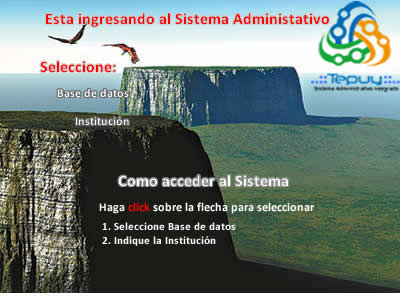 Esta ingresando al Sistema Administativo
Seleccione:
.::Tepuy::.
Sistema Administrativo Integrado
Base de datos
Institución
Como acceder al Sistema
Haga click sobre la flecha para seleccionar
1. Seleccione Base de datos
2. Indique la Institución